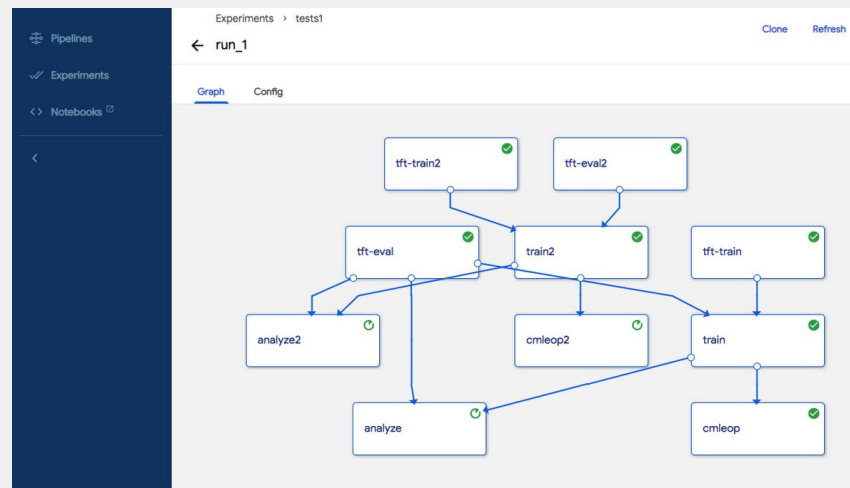 Experiments > tests1
Pipelines
← run_1
Clone
Refresh
Experiments
Graph
Config
<> Notebooks
<
tft-train2
tft-eval2
tft-eval
train2
tft-train
analyze2
cmleop2
train
analyze
cmleop